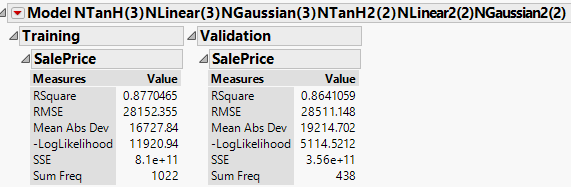 Model NTanH(3)NLinear(3)NGaussian(3)NTanH2(2)NLinear2(2)NGaussian2(2)
Training Validation
SalePrice SalePrice
Measures Value Measures Value
RSquare 0.8770465 RSquare 0.8641059
RMSE 28152.355 RMSE 28511.148
Mean Abs Dev 16727.84 Mean Abs Dev 19214.702
-LogLikelihood 11920.94 -LogLikelihood 5114.5212
SSE 8.1e+11 SSE 3.56e+11
Sum Freq 1022 Sum Freq 438